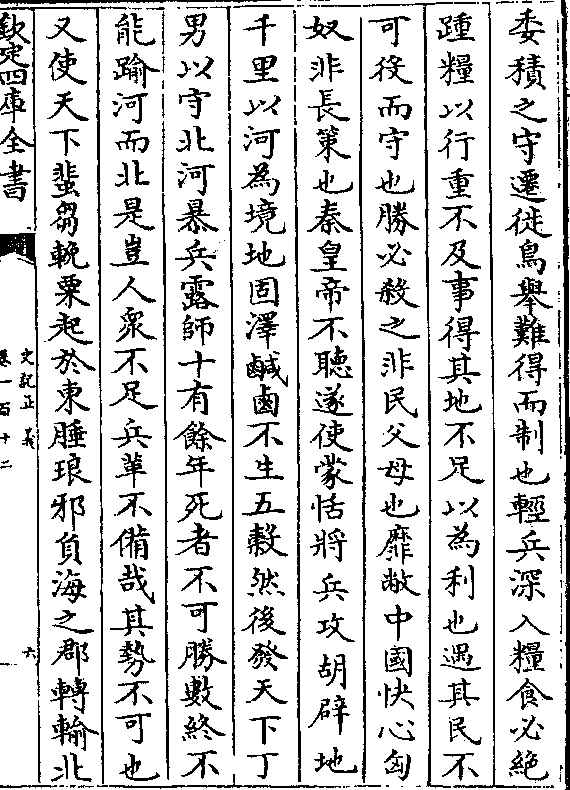 委積之守遷徙鳥舉難得而制也輕兵深入糧食必絶
踵糧以行重不及事得其地不足以為利也遇其民不
可役而守也勝必殺之非民父母也靡敝中國快心匈
奴非長策也秦皇帝不聽遂使蒙恬將兵攻胡辟地
千里以河為境地固澤鹹鹵不生五穀然後發天下丁
男以守北河暴兵露師十有餘年死者不可勝數終不
能踰河而北是豈人衆不足兵革不備哉其勢不可也
又使天下蜚芻輓粟起於東腄琅邪負海之郡轉輸北
欽定四庫全書
史記正義
卷一百十二
六